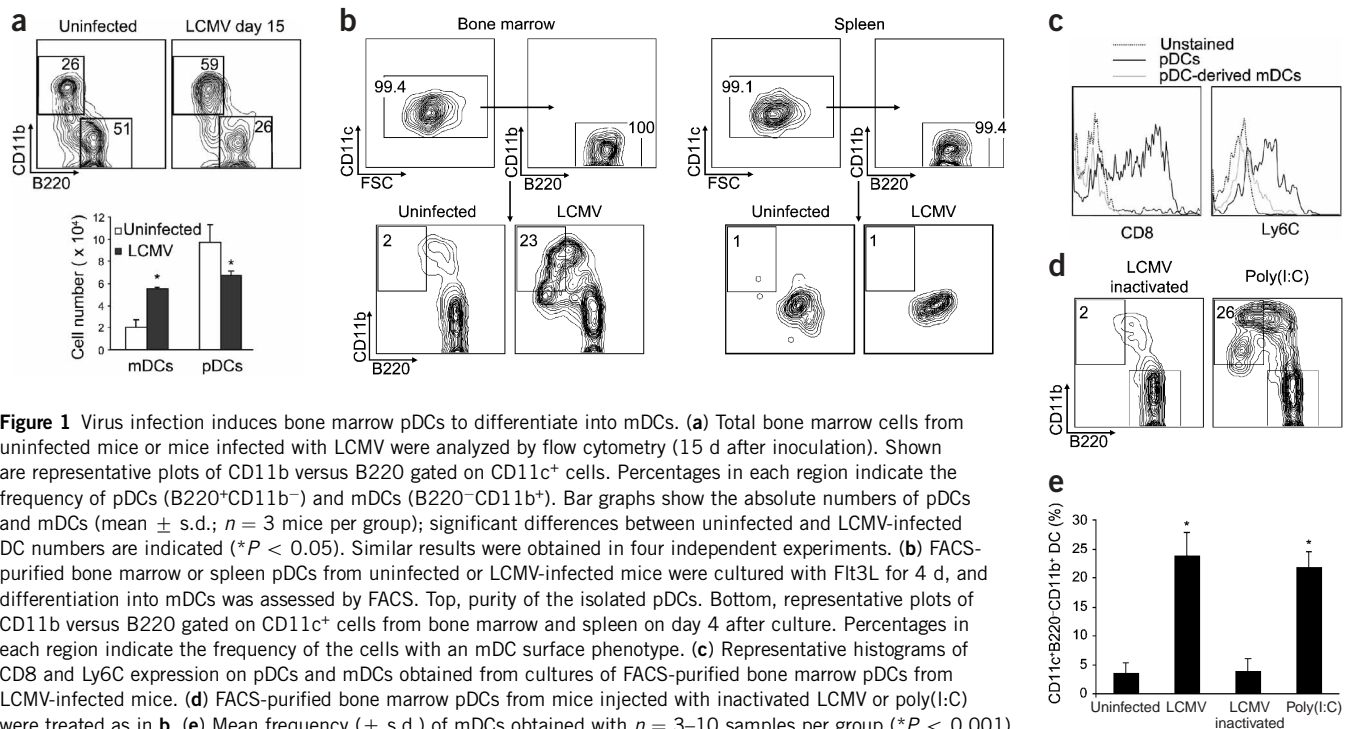 a
Uninfected
LCMV day 15
26
51
59
26
CD11b
B220
Cell number ( x 10⁴)
12
10
8
6
4
2
0
Uninfected
LCMV
*
*
mDCs
pDCs
b
Bone marrow
Spleen
99.4
CD11c
FSC
100
CD11b
B220
99.1
CD11c
FSC
99.4
CD11b
B220
Uninfected
LCMV
2
23
CD11b
B220
Uninfected
LCMV
1
1
c
Unstained
pDCs
pDC-derived mDCs
CD8
Ly6C
d
LCMV
inactivated
Poly(I:C)
2
26
CD11b
B220
e
CD11c⁺B220⁻CD11b⁺ DC (%)
30
25
20
15
10
5
0
*
*
Uninfected
LCMV
LCMV
inactivated
Poly(I:C)
Figure 1 Virus infection induces bone marrow pDCs to differentiate into mDCs. (a) Total bone marrow cells from
uninfected mice or mice infected with LCMV were analyzed by flow cytometry (15 d after inoculation). Shown
are representative plots of CD11b versus B220 gated on CD11c⁺ cells. Percentages in each region indicate the
frequency of pDCs (B220⁺CD11b⁻) and mDCs (B220⁻CD11b⁺). Bar graphs show the absolute numbers of pDCs
and mDCs (mean ± s.d.; n = 3 mice per group); significant differences between uninfected and LCMV-infected
DC numbers are indicated (*P < 0.05). Similar results were obtained in four independent experiments. (b) FACS-
purified bone marrow or spleen pDCs from uninfected or LCMV-infected mice were cultured with Flt3L for 4 d, and
differentiation into mDCs was assessed by FACS. Top, purity of the isolated pDCs. Bottom, representative plots of
CD11b versus B220 gated on CD11c⁺ cells from bone marrow and spleen on day 4 after culture. Percentages in
each region indicate the frequency of the cells with an mDC surface phenotype. (c) Representative histograms of
CD8 and Ly6C expression on pDCs and mDCs obtained from cultures of FACS-purified bone marrow pDCs from
LCMV-infected mice. (d) FACS-purified bone marrow pDCs from mice injected with inactivated LCMV or poly(I:C)
were treated as in b. (e) Mean frequency (± s.d.) of mDCs obtained with n = 3–10 samples per group (*P < 0.001)